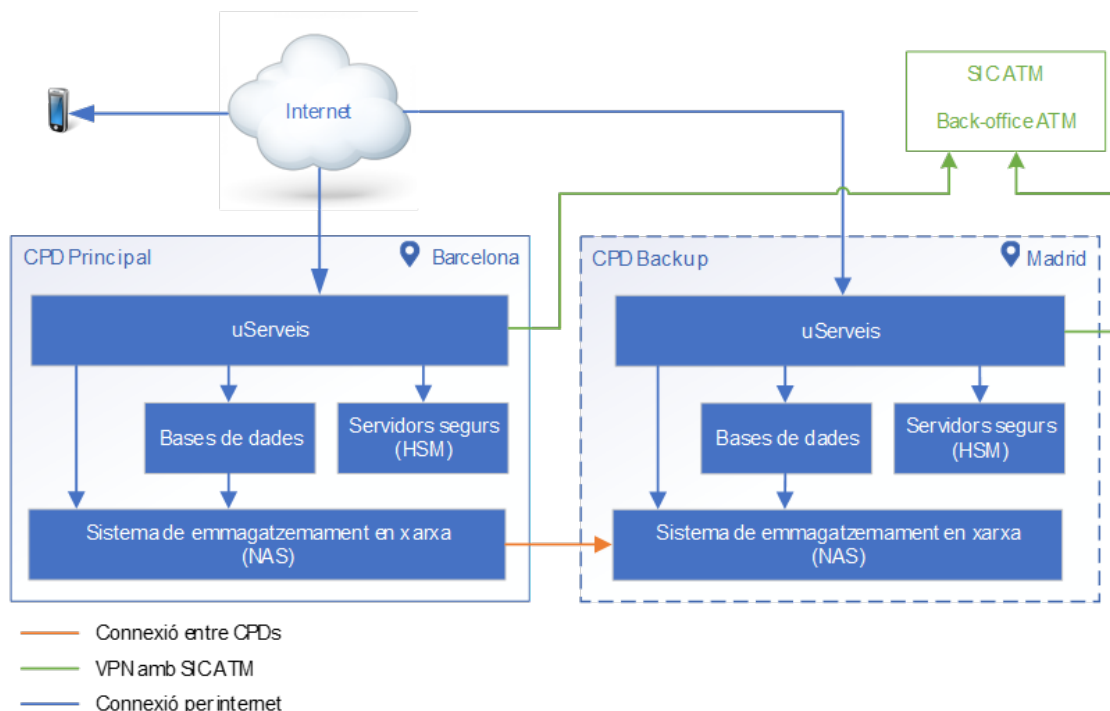 Internet
SIC ATM
Back-office ATM
CPD Principal
Barcelona
uServeis
Bases de dades
Servidors segurs
(HSM)
Sistema de emmagatzemament en xarxa
(NAS)
CPD Backup
Madrid
uServeis
Bases de dades
Servidors segurs
(HSM)
Sistema de emmagatzemament en xarxa
(NAS)
Connexió entre CPDs
VPN amb SIC ATM
Connexió per internet